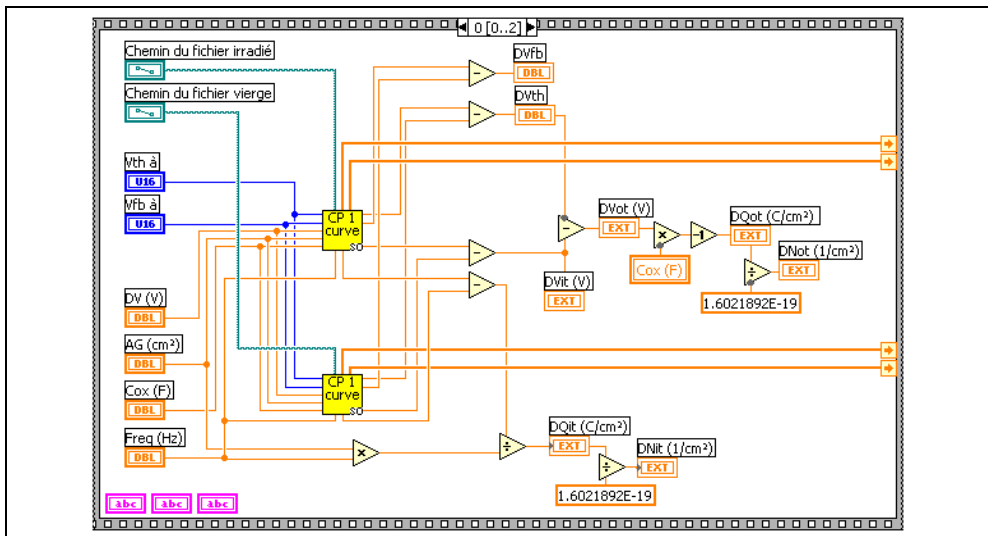 0 [0..2]
Chemin du fichier irradié
Chemin du fichier vierge
Vth à
U16
Vfb à
U16
DV (V)
DBL
AG (cm²)
DBL
Cox (F)
DBL
Freq (Hz)
DBL
abc abc abc
CP 1
curve
so
CP 1
curve
so
DVfb
DBL
DVth
DBL
DVot (V)
EXT
DVit (V)
EXT
Cox (F)
-1
DQot (C/cm²)
EXT
DNot (1/cm²)
EXT
1.6021892E-19
DQit (C/cm²)
EXT
DNit (1/cm²)
EXT
1.6021892E-19